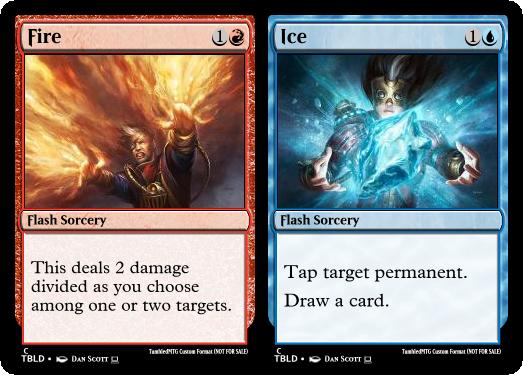 Fire 1
Flash Sorcery
This deals 2 damage
divided as you choose
among one or two targets.
C
TBLD • DAN SCOTT
TumbledMTG Custom Format (NOT FOR SALE)
Ice 1
Flash Sorcery
Tap target permanent.
Draw a card.
C
TBLD • DAN SCOTT
TumbledMTG Custom Format (NOT FOR SALE)